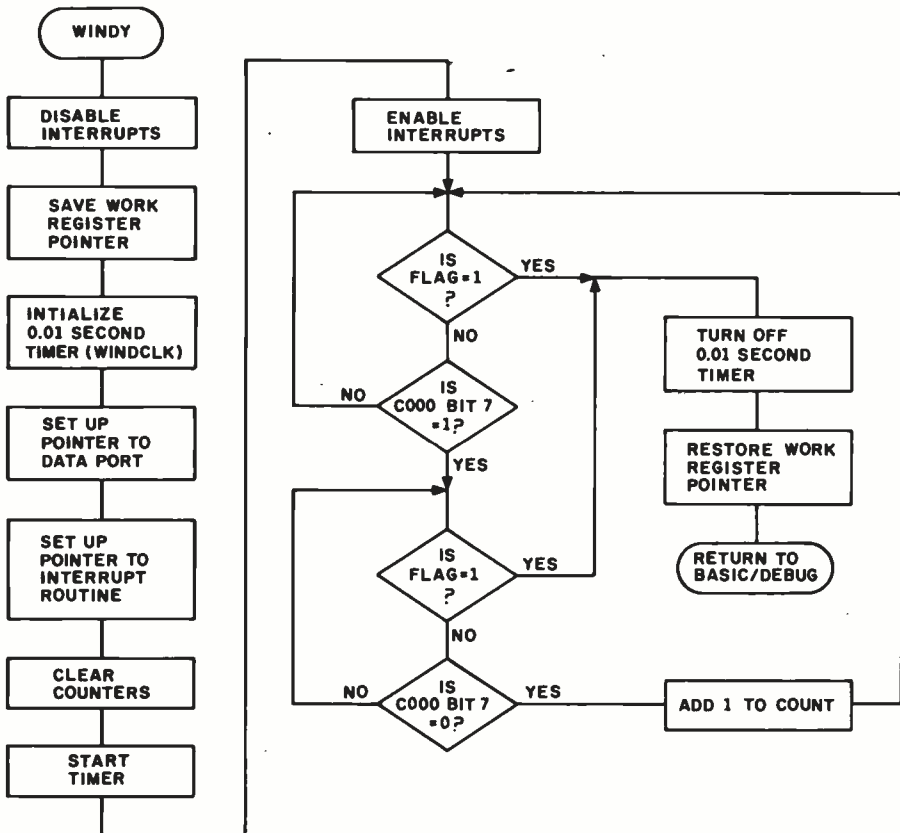 WINDY
DISABLE
INTERRUPTS
SAVE WORK
REGISTER
POINTER
INTIALIZE
0.01 SECOND
TIMER (WINDCLK)
SET UP
POINTER TO
DATA PORT
SET UP
POINTER TO
INTERRUPT
ROUTINE
CLEAR
COUNTERS
START
TIMER
ENABLE
INTERRUPTS
IS
FLAG=1
?
YES
NO
IS
C000 BIT 7
=1?
NO
YES
IS
FLAG=1
?
YES
NO
IS
C000 BIT 7
=0?
NO
YES
ADD 1 TO COUNT
TURN OFF
0.01 SECOND
TIMER
RESTORE WORK
REGISTER
POINTER
RETURN TO
BASIC/DEBUG